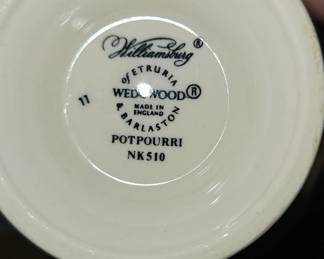 Williamsburg®
OF ETRURIA
WEDGWOOD®
MADE IN
ENGLAND
& BARLASTON
POTPOURRI
NK510
11